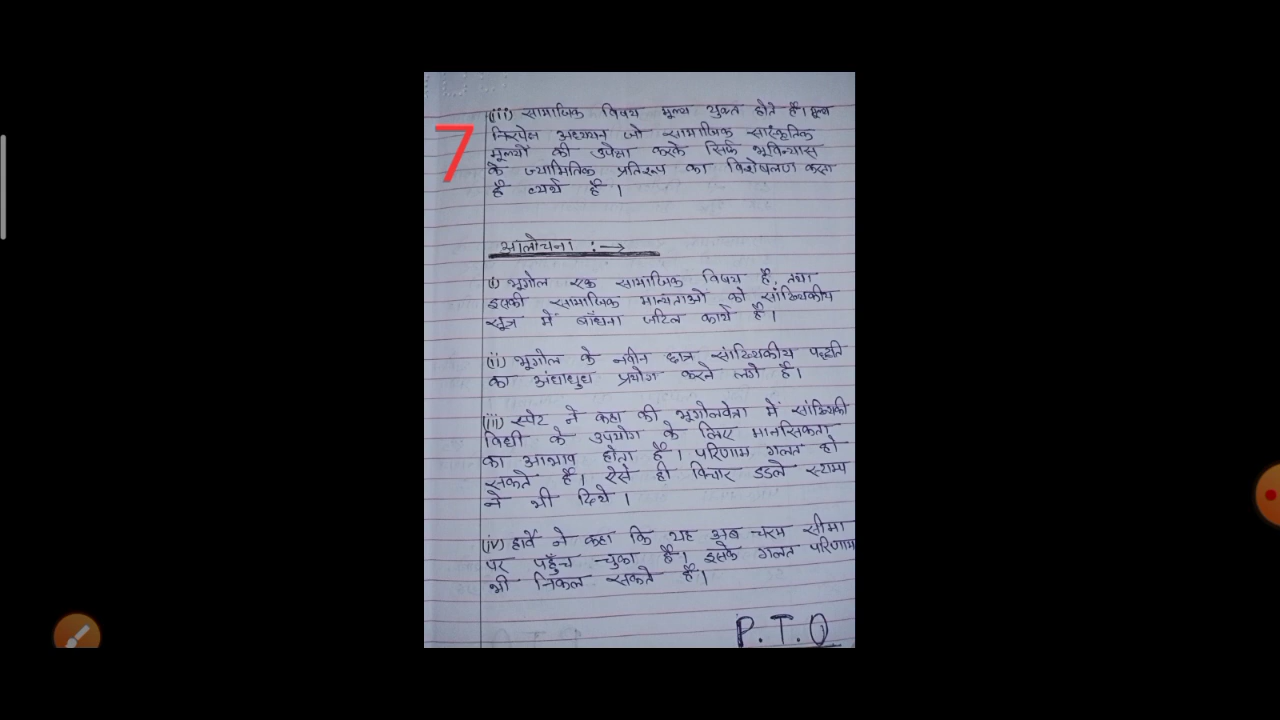 7
(iii) सामाजिक विषय मूल्य युक्त होते हैं। मूल्य
निरपेक्ष अध्ययन जो सामाजिक सांस्कृतिक
मूल्यों की उपेक्षा करके सिर्फ भूविन्यास
के ज्यामितिक प्रतिरूप का विशेषलण करता
है व्यर्थ है ।
आलोचना :→
(i) भूगोल एक सामाजिक विषय है, तथा
इसकी सामाजिक मान्यताओं को सांख्यिकीय
सूत्र में बाँधना जटिल कार्य है।
(ii) भूगोल के नवीन छात्र सांख्यिकीय पद्धति
का अंधाधुध प्रयोग करने लगे है।
(iii) स्पेट ने कहा की भूगोलवेता में सांख्यिकी
विधी के उपयोग के लिए मानसिकता
का आभाव होता है। परिणाम गलत हो
सकते है। ऐसे ही विचार डडले स्टाम्प
ने भी दिये ।
(iv) हार्वे ने कहा कि यह अब चरम सीमा
पर पहुँच चुका है। इसके गलत परिणाम
भी निकल सकते है।
P.T.O